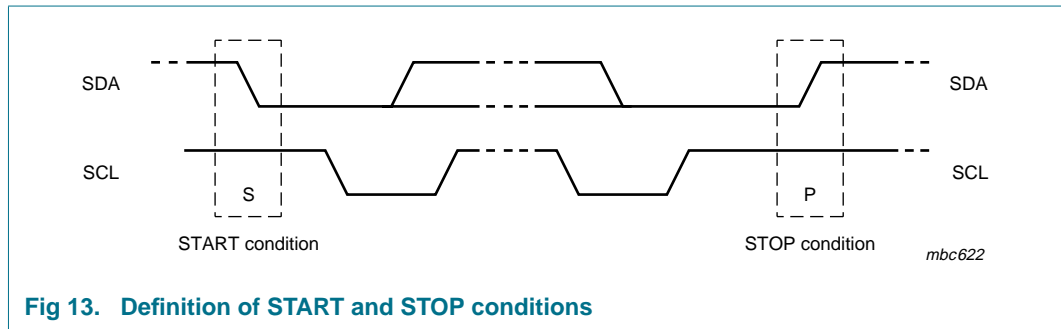 SDA SDA
SCL SCL
S P
START condition STOP condition
mbc622
Fig 13. Definition of START and STOP conditions